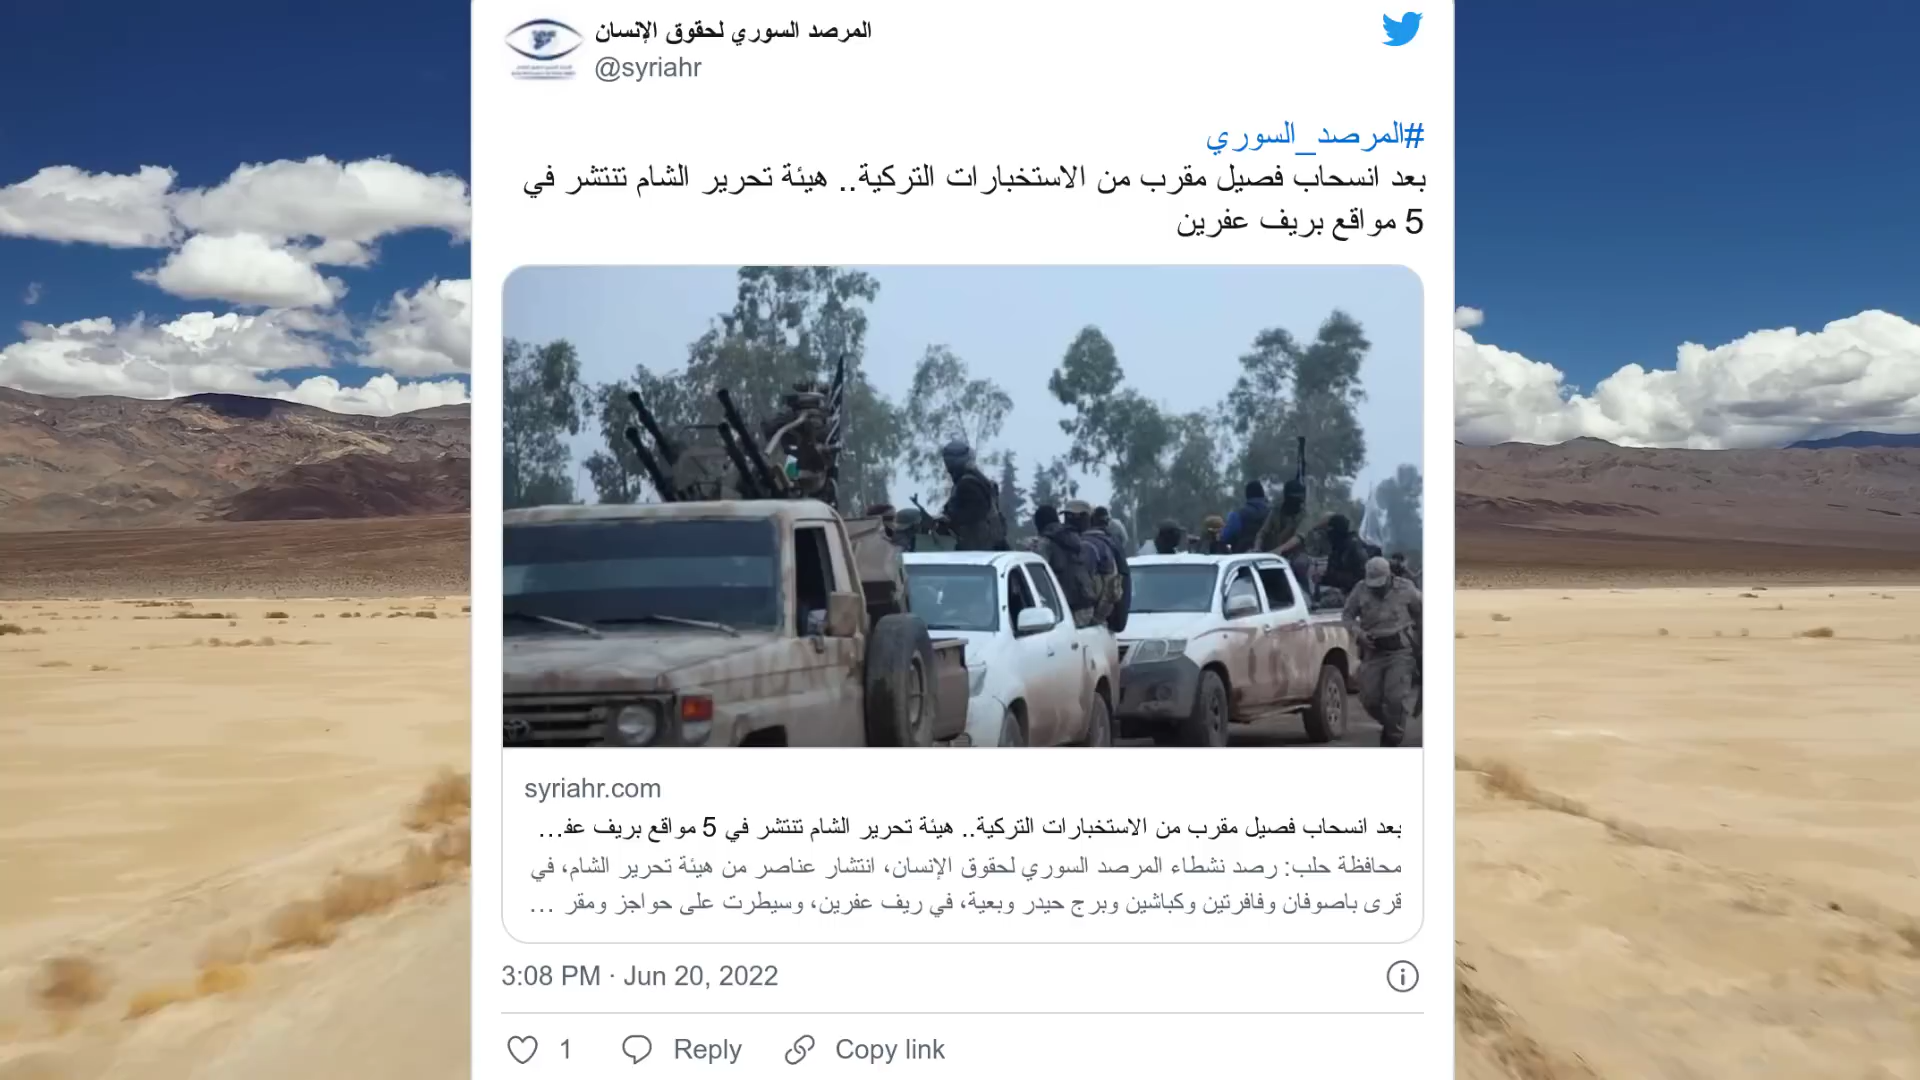 المرصد السوري لحقوق الإنسان
@syriahr
#المرصد_السوري
بعد انسحاب فصيل مقرب من الاستخبارات التركية.. هيئة تحرير الشام تنتشر في
5 مواقع بريف عفرين
syriahr.com
بعد انسحاب فصيل مقرب من الاستخبارات التركية.. هيئة تحرير الشام تنتشر في 5 مواقع بريف عف...
محافظة حلب: رصد نشطاء المرصد السوري لحقوق الإنسان، انتشار عناصر من هيئة تحرير الشام، في
قرى باصوفان وفافرتين وكباشين وبرج حيدر وبعية، في ريف عفرين، وسيطرت على حواجز ومقر ...
3:08 PM · Jun 20, 2022
1 Reply Copy link